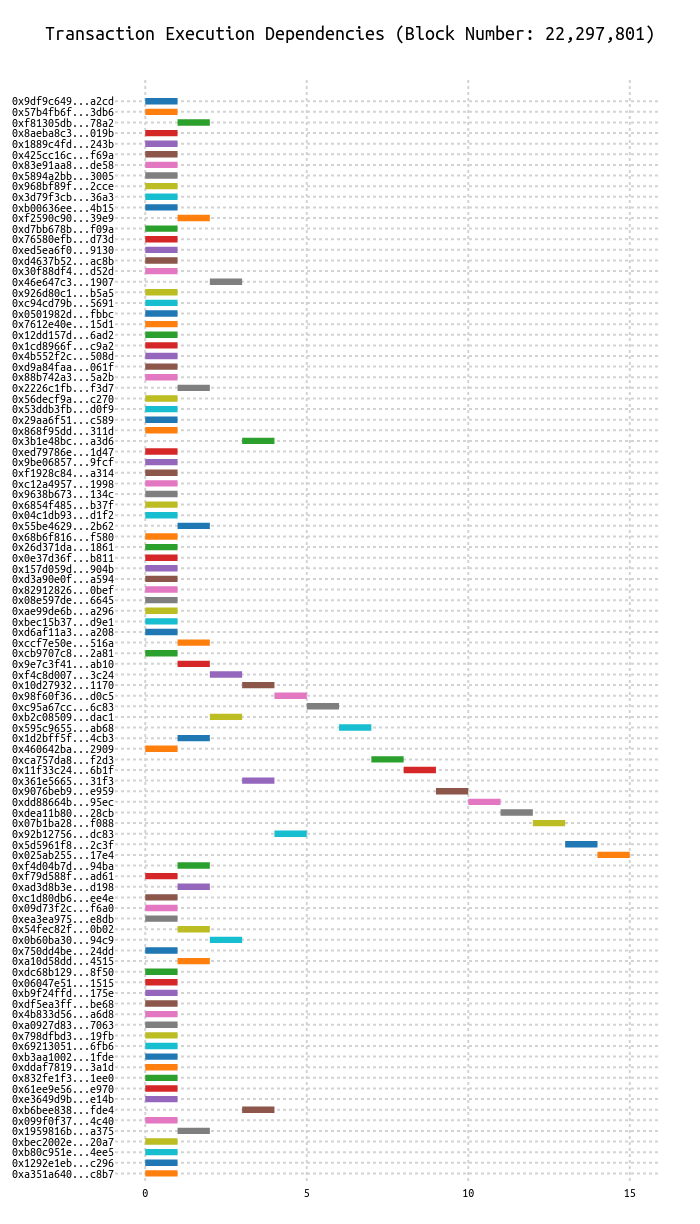 Transaction Execution Dependencies (Block Number: 22,297,801)
0x9df9c649...a2cd
0x57b4fb6f...3db6
0xf81305db...78a2
0x8aeba8c3...019b
0x1889c4fd...243b
0x425cc16c...f69a
0x83e91aa8...de58
0x5894a2bb...3005
0x968bf89f...2cce
0x3d79f3cb...36a3
0xb00636ee...4b15
0xf2590c90...39e9
0xd7bb678b...f09a
0x76580efb...d73d
0xed5ea6f0...9130
0xd4637b52...ac8b
0x30f88df4...d52d
0x46e647c3...1907
0x926d80c1...b5a5
0xc94cd79b...5691
0x0501982d...fbbc
0x7612e40e...15d1
0x12dd157d...6ad2
0x1cd8966f...c9a2
0x4b552f2c...508d
0xd9a84faa...061f
0x88b742a3...5a2b
0x2226c1fb...f3d7
0x56decf9a...c270
0x53ddb3fb...d0f9
0x29aa6f51...c589
0x868f95dd...311d
0x3b1e48bc...a3d6
0xed79786e...1d47
0x9be06857...9fcf
0xf1928c84...a314
0xc12a4957...1998
0x9638b673...134c
0x6854f485...b37f
0x04c1db93...d1f2
0x55be4629...2b62
0x68b6f816...f580
0x26d371da...1861
0x0e37d36f...b811
0x157d059d...904b
0xd3a90e0f...a594
0x82912826...0bef
0x08e597de...6645
0xae99de6b...a296
0xbec15b37...d9e1
0xd6af11a3...a208
0xccf7e50e...516a
0xcb9707c8...2a81
0x9e7c3f41...ab10
0xf4c8d007...3c24
0x10d27932...1170
0x98f60f36...d0c5
0xc95a67cc...6c83
0xb2c08509...dac1
0x595c9655...ab68
0x1d2bff5f...4cb3
0x460642ba...2909
0xca757da8...f2d3
0x11f33c24...6b1f
0x361e5665...31f3
0x9076beb9...e959
0xdd88664b...95ec
0xdea11b80...28cb
0x07b1ba28...f088
0x92b12756...dc83
0x5d5961f8...2c3f
0x025ab255...17e4
0xf4d04b7d...94ba
0xf79d588f...ad61
0xad3d8b3e...d198
0xc1d80db6...ee4e
0x09d73f2c...f6a0
0xea3ea975...e8db
0x54fec82f...0b02
0x0b60ba30...94c9
0x750dd4be...24dd
0xa10d58dd...4515
0xdc68b129...8f50
0x06047e51...1515
0xb9f24ffd...175e
0xdf5ea3ff...be68
0x4b833d56...a6d8
0xa0927d83...7063
0x798dfbd3...19fb
0x69213051...6fb6
0xb3aa1002...1fde
0xddaf7819...3a1d
0x832fe1f3...1ee0
0x61ee9e56...e970
0xe3649d9b...e14b
0xb6bee838...fde4
0x099f0f37...4c40
0x1959816b...a375
0xbec2002e...20a7
0xb80c951e...4ee5
0x1292e1eb...c296
0xa351a640...c8b7
0 5 10 15